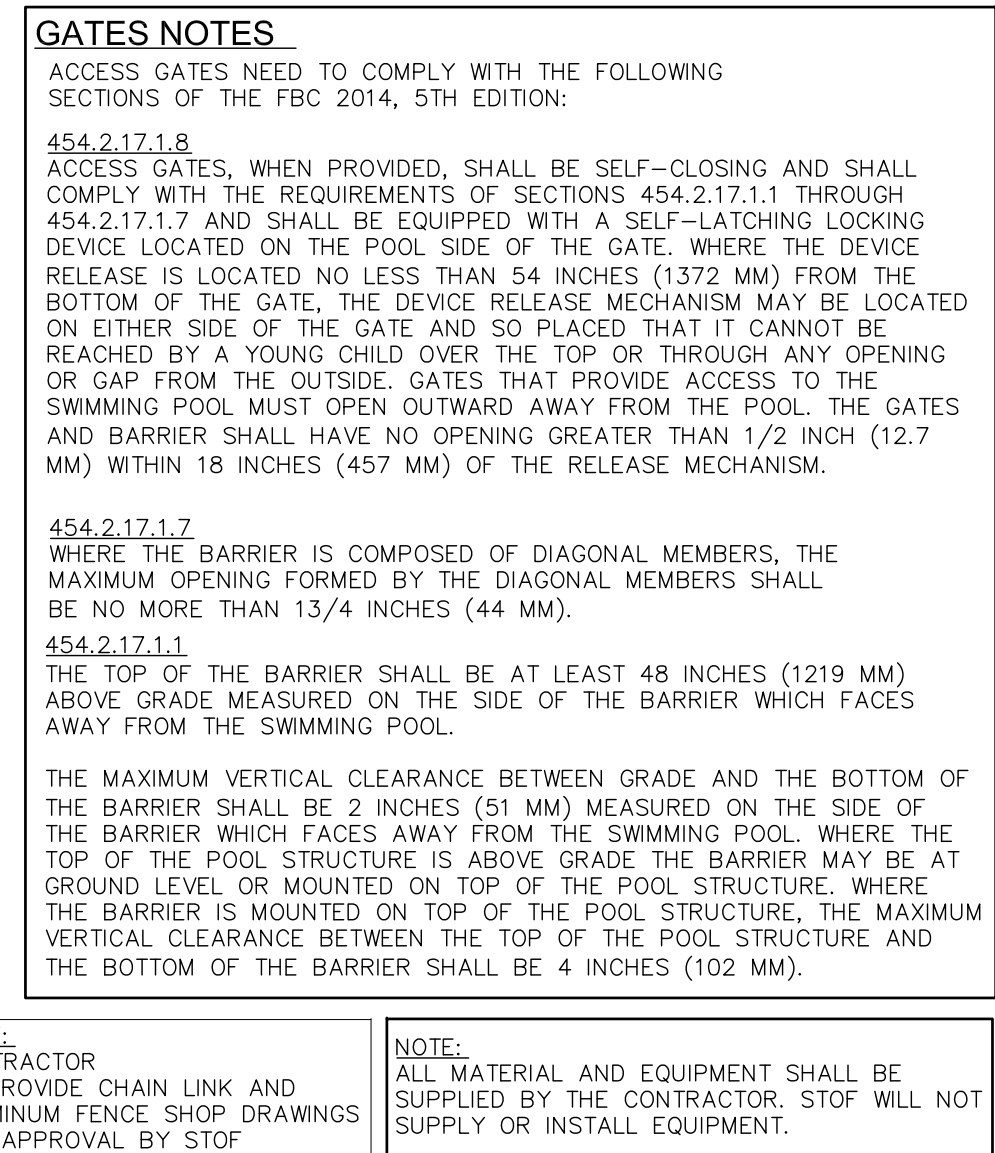 GATES NOTES
ACCESS GATES NEED TO COMPLY WITH THE FOLLOWING
SECTIONS OF THE FBC 2014, 5TH EDITION:
454.2.17.1.8
ACCESS GATES, WHEN PROVIDED, SHALL BE SELF-CLOSING AND SHALL
COMPLY WITH THE REQUIREMENTS OF SECTIONS 454.2.17.1.1 THROUGH
454.2.17.1.7 AND SHALL BE EQUIPPED WITH A SELF-LATCHING LOCKING
DEVICE LOCATED ON THE POOL SIDE OF THE GATE. WHERE THE DEVICE
RELEASE IS LOCATED NO LESS THAN 54 INCHES (1372 MM) FROM THE
BOTTOM OF THE GATE, THE DEVICE RELEASE MECHANISM MAY BE LOCATED
ON EITHER SIDE OF THE GATE AND SO PLACED THAT IT CANNOT BE
REACHED BY A YOUNG CHILD OVER THE TOP OR THROUGH ANY OPENING
OR GAP FROM THE OUTSIDE. GATES THAT PROVIDE ACCESS TO THE
SWIMMING POOL MUST OPEN OUTWARD AWAY FROM THE POOL. THE GATES
AND BARRIER SHALL HAVE NO OPENING GREATER THAN 1/2 INCH (12.7
MM) WITHIN 18 INCHES (457 MM) OF THE RELEASE MECHANISM.
454.2.17.1.7
WHERE THE BARRIER IS COMPOSED OF DIAGONAL MEMBERS, THE
MAXIMUM OPENING FORMED BY THE DIAGONAL MEMBERS SHALL
BE NO MORE THAN 13/4 INCHES (44 MM).
454.2.17.1.1
THE TOP OF THE BARRIER SHALL BE AT LEAST 48 INCHES (1219 MM)
ABOVE GRADE MEASURED ON THE SIDE OF THE BARRIER WHICH FACES
AWAY FROM THE SWIMMING POOL.
THE MAXIMUM VERTICAL CLEARANCE BETWEEN GRADE AND THE BOTTOM OF
THE BARRIER SHALL BE 2 INCHES (51 MM) MEASURED ON THE SIDE OF
THE BARRIER WHICH FACES AWAY FROM THE SWIMMING POOL. WHERE THE
TOP OF THE POOL STRUCTURE IS ABOVE GRADE THE BARRIER MAY BE AT
GROUND LEVEL OR MOUNTED ON TOP OF THE POOL STRUCTURE. WHERE
THE BARRIER IS MOUNTED ON TOP OF THE POOL STRUCTURE, THE MAXIMUM
VERTICAL CLEARANCE BETWEEN THE TOP OF THE POOL STRUCTURE AND
THE BOTTOM OF THE BARRIER SHALL BE 4 INCHES (102 MM).
:
TRACTOR
ROVIDE CHAIN LINK AND
MINUM FENCE SHOP DRAWINGS
APPROVAL BY STOF
NOTE:
ALL MATERIAL AND EQUIPMENT SHALL BE
SUPPLIED BY THE CONTRACTOR. STOF WILL NOT
SUPPLY OR INSTALL EQUIPMENT.